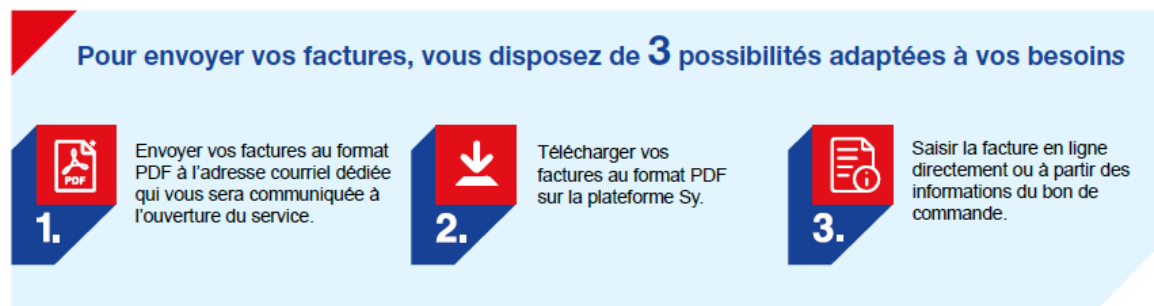 Pour envoyer vos factures, vous disposez de 3 possibilités adaptées à vos besoins
PDF
1.
Envoyer vos factures au format
PDF à l'adresse courriel dédiée
qui vous sera communiquée à
l'ouverture du service.
2.
Télécharger vos
factures au format PDF
sur la plateforme Sy.
3.
Saisir la facture en ligne
directement ou à partir des
informations du bon de
commande.